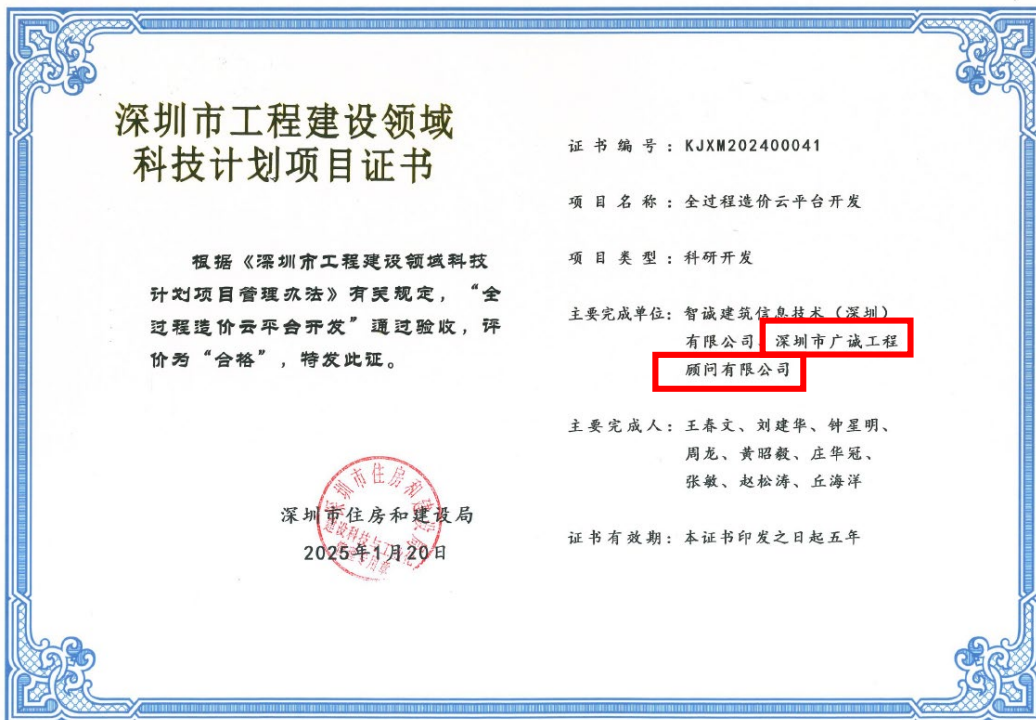 深圳市工程建设领域
科技计划项目证书
根据《深圳市工程建设领域科技
计划项目管理办法》有关规定，“全
过程造价云平台开发”通过验收，评
价为“合格”，特发此证。
深圳市住房和建设局
2025年1月20日
证书编号：KJXM202400041
项目名称：全过程造价云平台开发
项目类型：科研开发
主要完成单位：智诚建筑信息技术（深圳）
有限公司、深圳市广诚工程
顾问有限公司
主要完成人：王春文、刘建华、钟星明、
周龙、黄昭毅、庄华冠、
张敏、赵松涛、丘海洋
证书有效期：本证书印发之日起五年